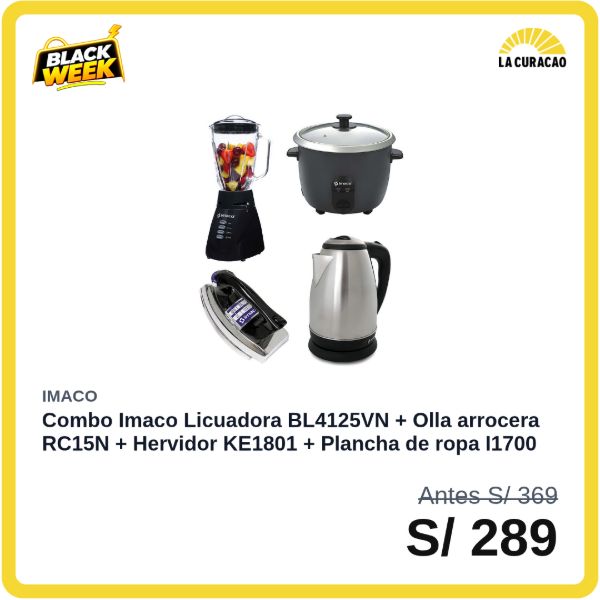 BLACK
WEEK
LA CURACAO
imaco
IMACO
Combo Imaco Licuadora BL4125VN + Olla arrocera
RC15N + Hervidor KE1801 + Plancha de ropa I1700
Antes S/ 369
S/ 289